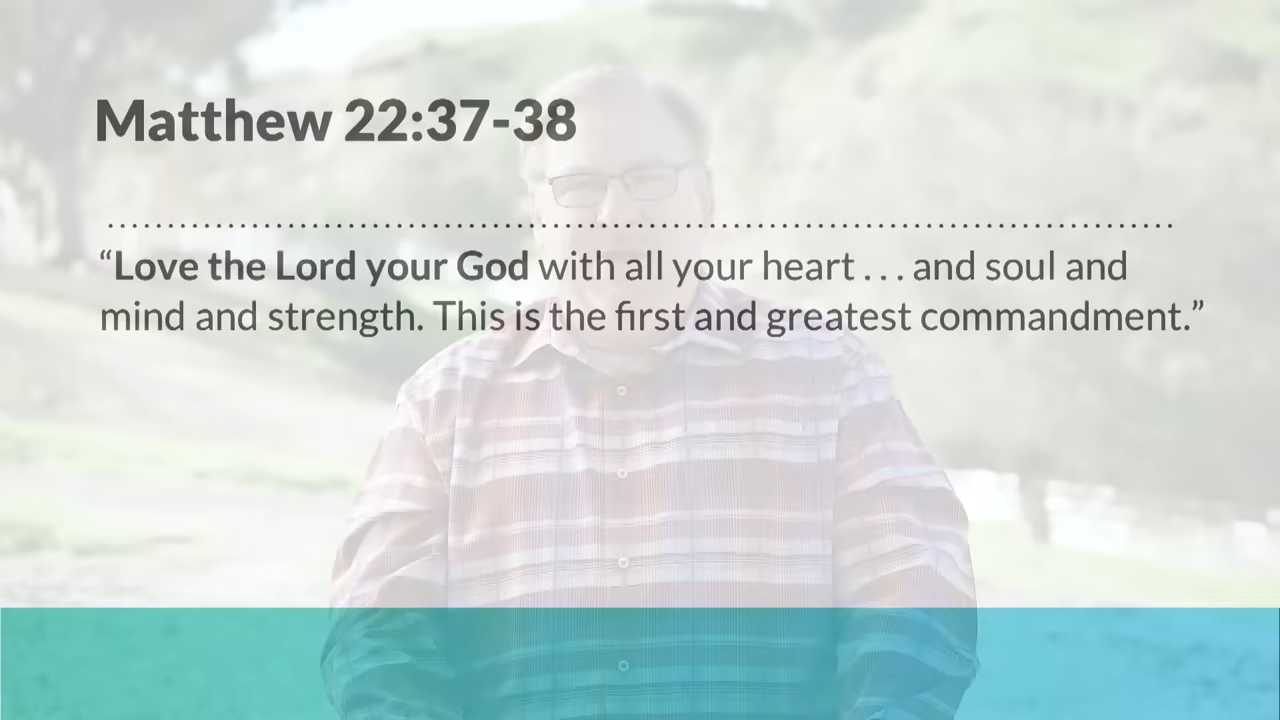 Matthew 22:37-38
“Love the Lord your God with all your heart . . . and soul and
mind and strength. This is the first and greatest commandment.”